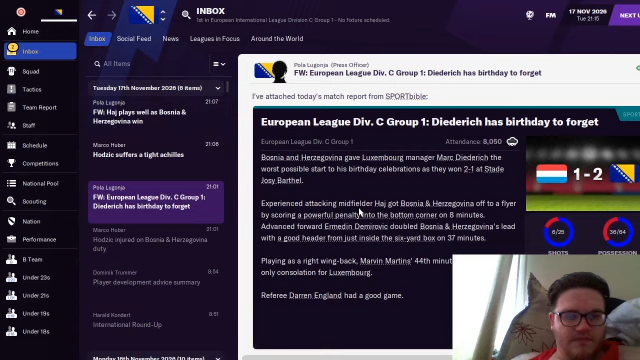 INBOX
1st in European International League Division C Group 1 - No fixture scheduled.
FM
17 NOV 2026
Tue 21:15
NEXT U
Home
2
Inbox
Squad
Tactics
Team Report
Staff
Schedule
Competitions
National Pool
Scouting
Nation
Performance
B Team
Under 23s
Under 21s
Under 19s
Under 18s
Inbox
Social Feed
News
Leagues in Focus
Around the World
All Items
Tuesday 17th November 2026 (6 items)
Pola Lugonja
21:07
FW: Haj plays well as Bosnia & Herzegovina win
Marco Huber
21:06
Hodzic suffers a tight achilles
Pola Lugonja
21:01
FW: European League Div. C Group 1: Diederich has birthday to forget
Marco Huber
21:01
Hodzic injured on Bosnia & Herzegovina duty
Dominik Trummer
8:54
Player development advice summary
Harald Kondert
8:51
International Round-Up
Monday 16th November 2026 (10 items)
Pola Lugonja (Press Officer)
FW: European League Div. C Group 1: Diederich has birthday to forget
I've attached today's match report from SPORTbible:
SPORT
European League Div. C Group 1: Diederich has birthday to forget
European League Div. C Group 1
Attendance: 8,050
Bosnia and Herzegovina gave Luxembourg manager Marc Diederich the
worst possible start to his birthday celebrations as they went 2-1 at Stade
Josy Barthel.
Experienced attacking midfielder Haj got Bosnia & Herzegovina off to a flyer
by scoring a powerful penalty into the bottom corner on 8 minutes.
Advanced forward Ermedin Demirovic doubled Bosnia & Herzegovina's lead
with a good header from just inside the six-yard box on 37 minutes.
Playing as a right wing-back, Marvin Martins' 44th minut
only consolation for Luxembourg.
Referee Darren England had a good game.
1 - 2
6/25
SHOTS
36/64
POSSESSION